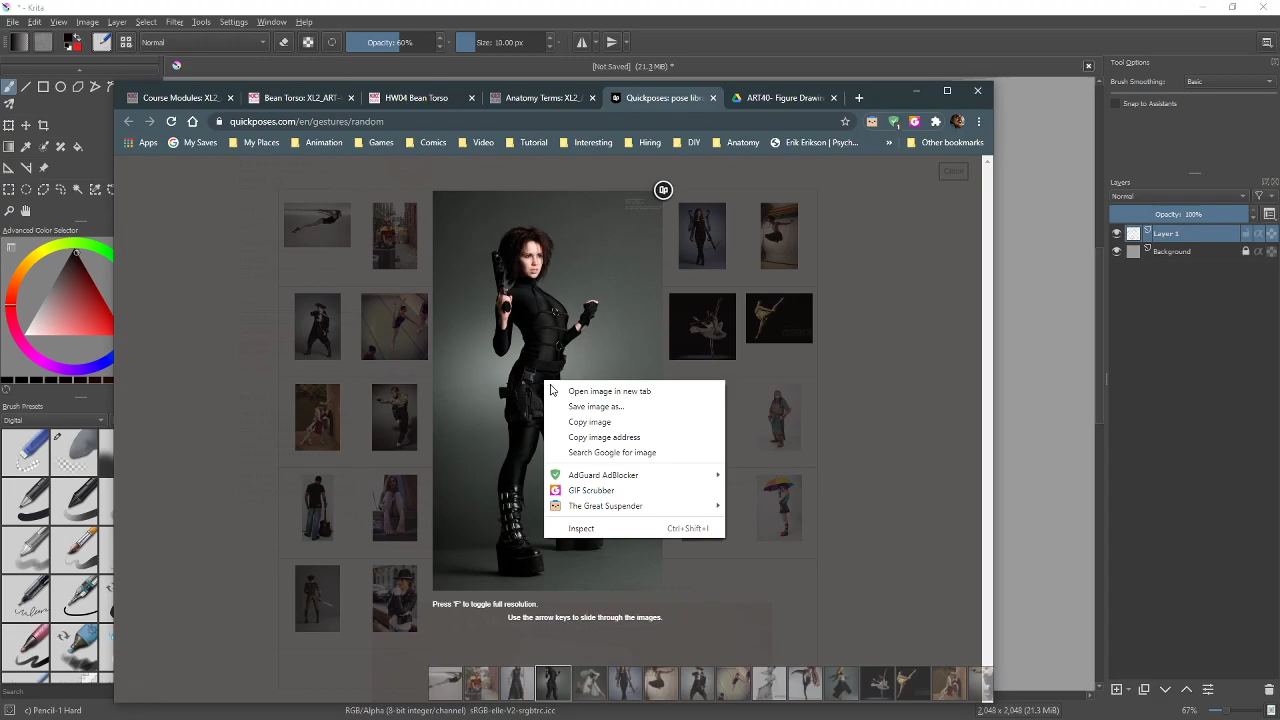 * - Krita
File Edit View Image Layer Select Filter Tools Settings Window Help
Normal Opacity: 60% Size: 10.00 px
[Not Saved] (21.3 MiB) *
Tool Options
Brush Smoothing: Basic
Snap to Assistants
Course Modules: XL2_ Bean Torso: XL2_ART- HW04 Bean Torso Anatomy Terms: XL2_ Quickposes: pose libr ART40- Figure Drawin
quickposes.com/en/gestures/random
Apps My Saves My Places Animation Games Comics Video Tutorial Interesting Hiring DIY Anatomy Erik Erikson | Psych... » Other bookmarks
Close
Layers
Normal
Opacity: 100%
Layer 1
Background
Advanced Color Selector
Open image in new tab
Save image as...
Copy image
Copy image address
Search Google for image
AdGuard AdBlocker
GIF Scrubber
The Great Suspender
Inspect Ctrl+Shift+I
Brush Presets
Digital
Press 'F' to toggle full resolution.
Use the arrow keys to slide through the images.
Search
c) Pencil-1 Hard RGB/Alpha (8-bit integer/channel) sRGB-elle-V2-srgbtrc.icc 2,048 x 2,048 (21.3 MiB) 67%